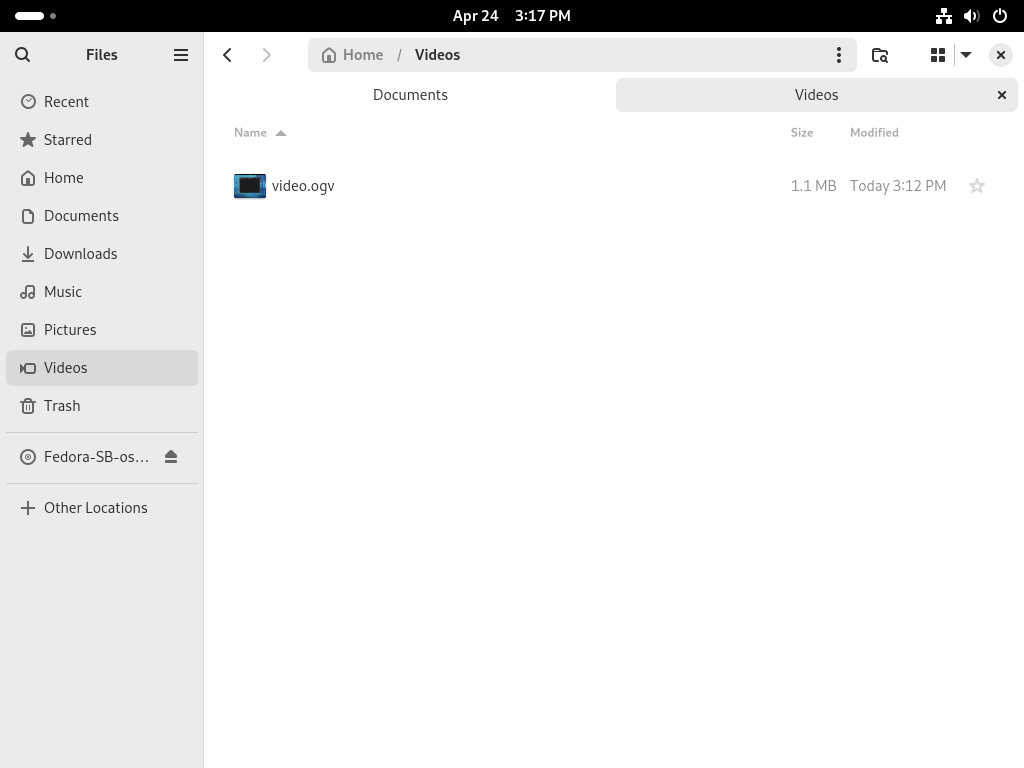 Apr 24 3:17 PM
Files
Home / Videos
Documents
Videos
Name
Size
Modified
Recent
Starred
Home
Documents
Downloads
Music
Pictures
Videos
Trash
Fedora-SB-os…
Other Locations
video.ogv
1.1 MB
Today 3:12 PM